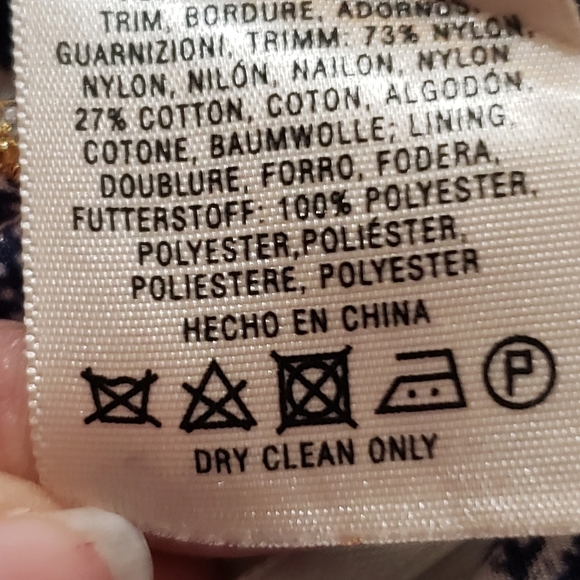 TRIM, BORDURE, ADORNOS,
GUARNIZIONI, TRIMM: 73% NYLON,
NYLON, NILÓN, NAILON, NYLON
27% COTTON, COTON, ALGODÓN,
COTONE, BAUMWOLLE; LINING,
DOUBLURE, FORRO, FODERA,
FUTTERSTOFF: 100% POLYESTER,
POLYESTER,POLIÉSTER,
POLIESTERE, POLYESTER
HECHO EN CHINA
P
DRY CLEAN ONLY